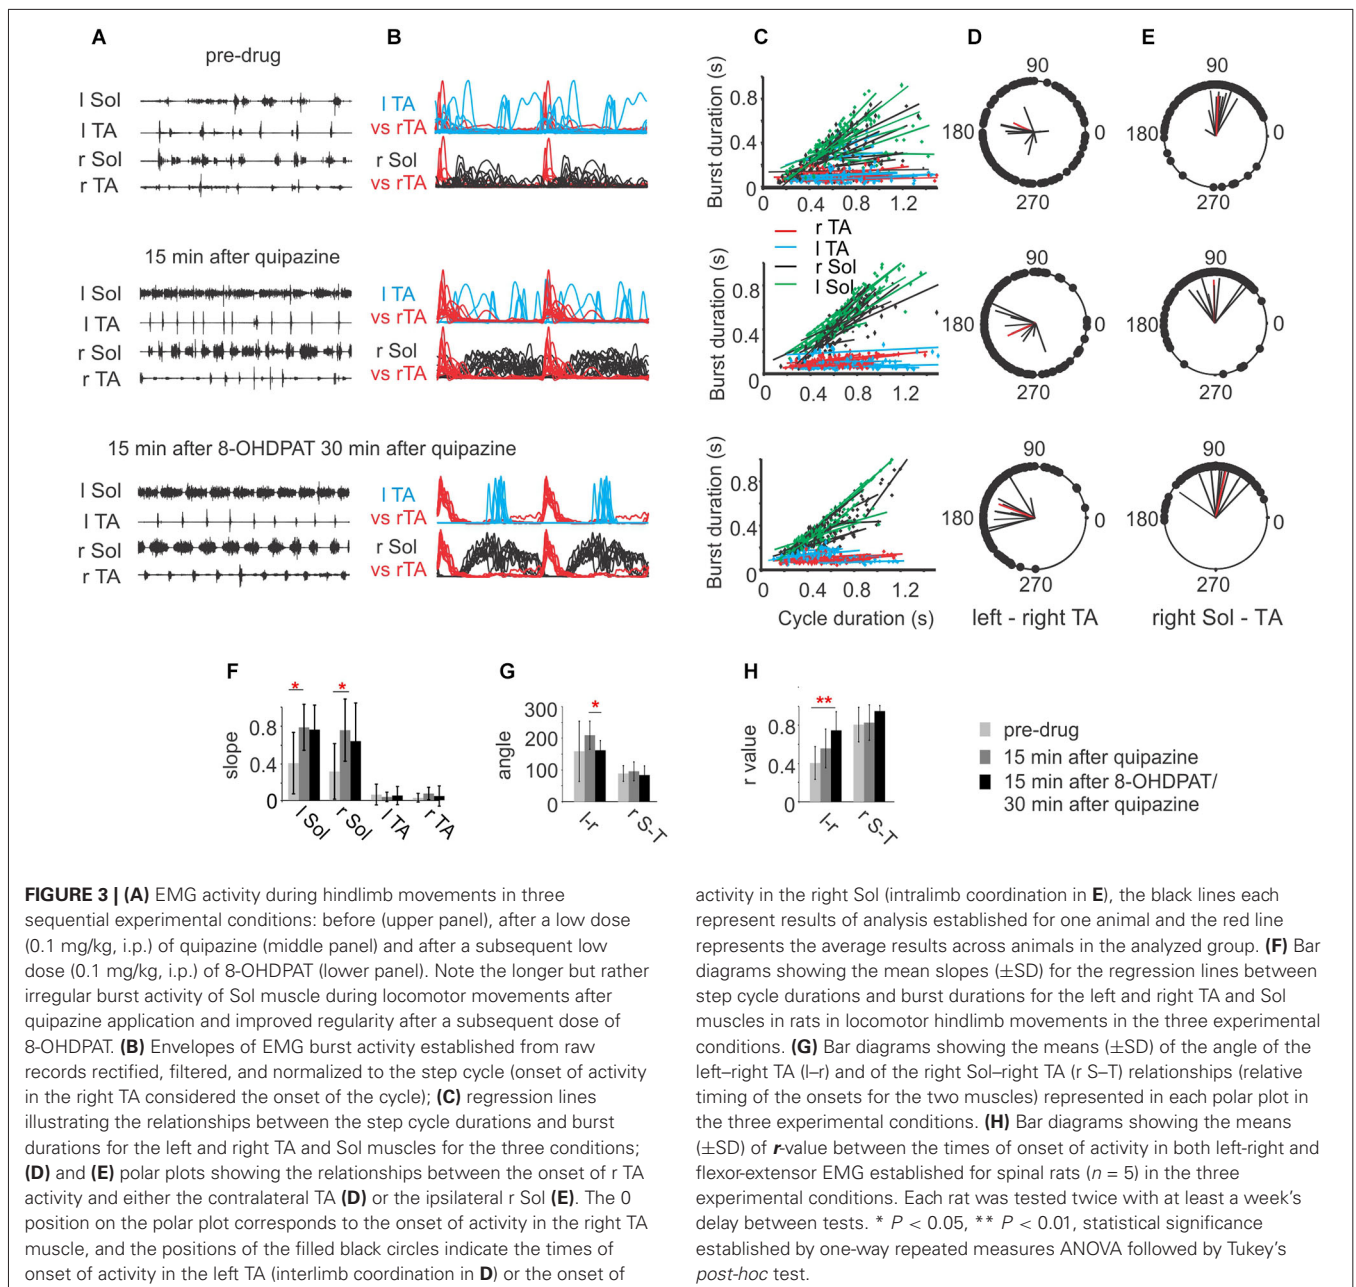 A
B
C
D
E
pre-drug
l Sol
l TA
r Sol
r TA
l TA
vs rTA
r Sol
vs rTA
Burst duration (s)
0.8
0.4
0
0 0.4 0.8 1.2
90
180
0
270
90
180
0
270
r TA
l TA
r Sol
l Sol
15 min after quipazine
l Sol
l TA
r Sol
r TA
l TA
vs rTA
r Sol
vs rTA
Burst duration (s)
0.8
0.4
0
0.4 0.8 1.2
90
180
0
270
90
180
0
270
15 min after 8-OHDPAT 30 min after quipazine
l Sol
l TA
r Sol
r TA
l TA
vs rTA
r Sol
vs rTA
Burst duration (s)
0.8
0.4
0
0.4 0.8 1.2
Cycle duration (s)
90
180
0
270
left - right TA
90
180
0
270
right Sol - TA
F
slope
0.8
0.4
0
*
*
l Sol
r Sol
l TA
r TA
G
angle
300
200
100
0
*
l-r
r S-T
H
r value
0.8
0.4
0
**
l-r
r S-T
pre-drug
15 min after quipazine
15 min after 8-OHDPAT/
30 min after quipazine
FIGURE 3 | (A) EMG activity during hindlimb movements in three
sequential experimental conditions: before (upper panel), after a low dose
(0.1 mg/kg, i.p.) of quipazine (middle panel) and after a subsequent low
dose (0.1 mg/kg, i.p.) of 8-OHDPAT (lower panel). Note the longer but rather
irregular burst activity of Sol muscle during locomotor movements after
quipazine application and improved regularity after a subsequent dose of
8-OHDPAT. (B) Envelopes of EMG burst activity established from raw
records rectified, filtered, and normalized to the step cycle (onset of activity
in the right TA considered the onset of the cycle); (C) regression lines
illustrating the relationships between the step cycle durations and burst
durations for the left and right TA and Sol muscles for the three conditions;
(D) and (E) polar plots showing the relationships between the onset of r TA
activity and either the contralateral TA (D) or the ipsilateral r Sol (E). The 0
position on the polar plot corresponds to the onset of activity in the right TA
muscle, and the positions of the filled black circles indicate the times of
onset of activity in the left TA (interlimb coordination in D) or the onset of
activity in the right Sol (intralimb coordination in E), the black lines each
represent results of analysis established for one animal and the red line
represents the average results across animals in the analyzed group. (F) Bar
diagrams showing the mean slopes (±SD) for the regression lines between
step cycle durations and burst durations for the left and right TA and Sol
muscles in rats in locomotor hindlimb movements in the three experimental
conditions. (G) Bar diagrams showing the means (±SD) of the angle of the
left–right TA (l–r) and of the right Sol–right TA (r S–T) relationships (relative
timing of the onsets for the two muscles) represented in each polar plot in
the three experimental conditions. (H) Bar diagrams showing the means
(±SD) of r-value between the times of onset of activity in both left-right and
flexor-extensor EMG established for spinal rats (n = 5) in the three
experimental conditions. Each rat was tested twice with at least a week's
delay between tests. * P < 0.05, ** P < 0.01, statistical significance
established by one-way repeated measures ANOVA followed by Tukey's
post-hoc test.